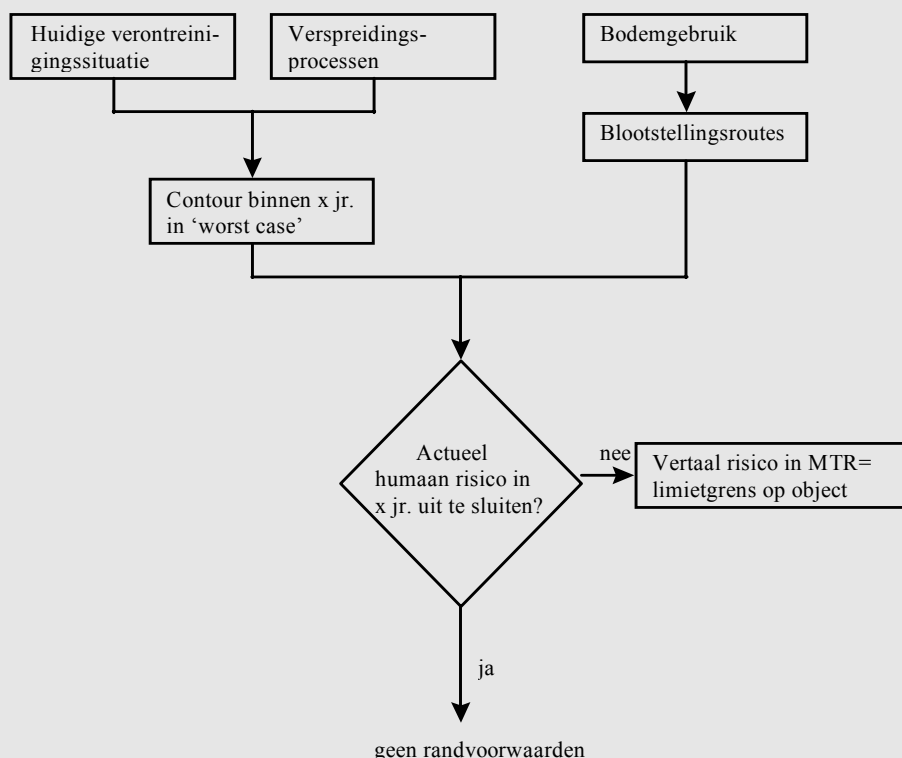 Huidige verontreini-
gingssituatie
Verspreidings-
processen
Bodemgebruik
Blootstellingsroutes
Contour binnen x jr.
in ‘worst case’
Actueel
humaan risico in
x jr. uit te sluiten?
nee
Vertaal risico in MTR=
limietgrens op object
ja
geen randvoorwaarden